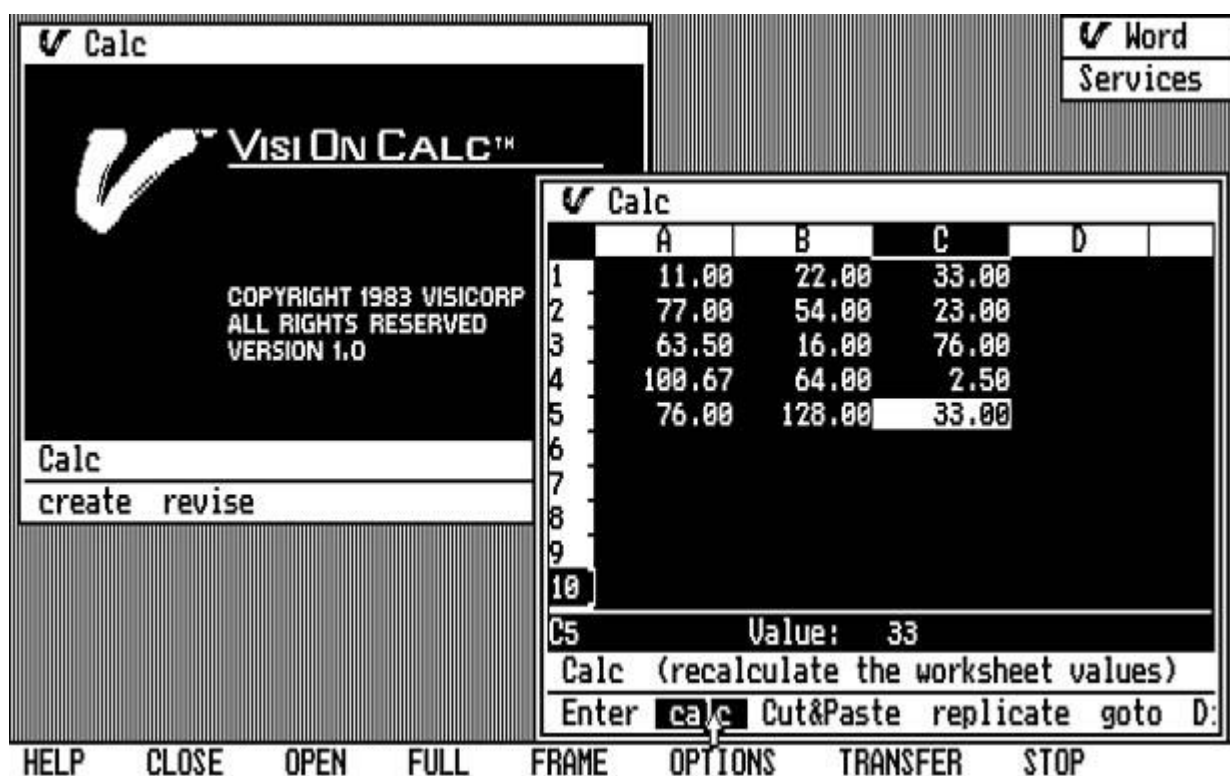 Calc
VISI ON CALC™
COPYRIGHT 1983 VISICORP
ALL RIGHTS RESERVED
VERSION 1.0
Calc
create revise
Word
Services
Calc
A B C D
1 11.00 22.00 33.00
2 77.00 54.00 23.00
3 63.50 16.00 76.00
4 100.67 64.00 2.50
5 76.00 128.00 33.00
6
7
8
9
10
C5 Value: 33
Calc (recalculate the worksheet values)
Enter calc Cut&Paste replicate goto D:
HELP CLOSE OPEN FULL FRAME OPTIONS TRANSFER STOP